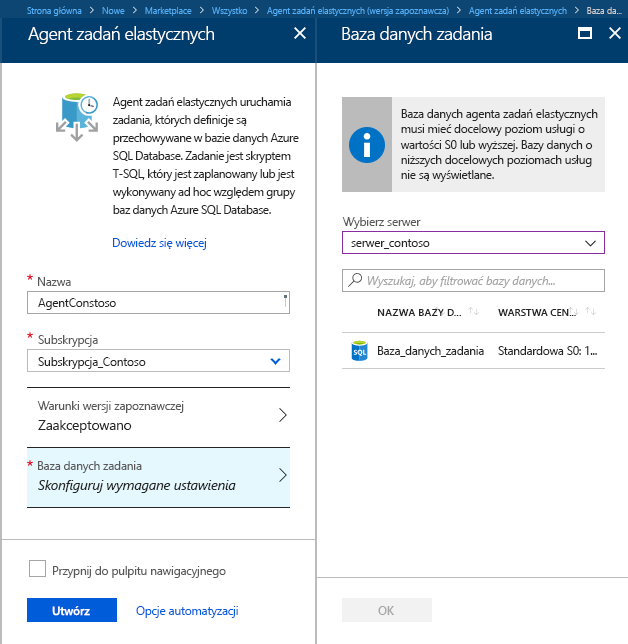 Strona główna > Nowe > Marketplace > Wszystko > Agent zadań elastycznych (wersja zapoznawcza) > Agent zadań elastycznych > Baza da...
Agent zadań elastycznych
Agent zadań elastycznych uruchamia
zadania, których definicje są
przechowywane w bazie danych Azure
SQL Database. Zadanie jest skryptem
T-SQL, który jest zaplanowany lub jest
wykonywany ad hoc względem grupy
baz danych Azure SQL Database.
Dowiedz się więcej
* Nazwa
AgentConstoso
* Subskrypcja
Subskrypcja_Contoso
Warunki wersji zapoznawczej
Zaakceptowano
* Baza danych zadania
Skonfiguruj wymagane ustawienia
Przypnij do pulpitu nawigacyjnego
Utwórz
Opcje automatyzacji
Baza danych zadania
Baza danych agenta zadań elastycznych
musi mieć docelowy poziom usługi o
wartości S0 lub wyższej. Bazy danych o
niższych docelowych poziomach usług
nie są wyświetlane.
Wybierz serwer
serwer_contoso
Wyszukaj, aby filtrować bazy danych...
NAZWA BAZY D... WARSTWA CEN...
SQL Baza_danych_zadania Standardowa S0: 1...
OK